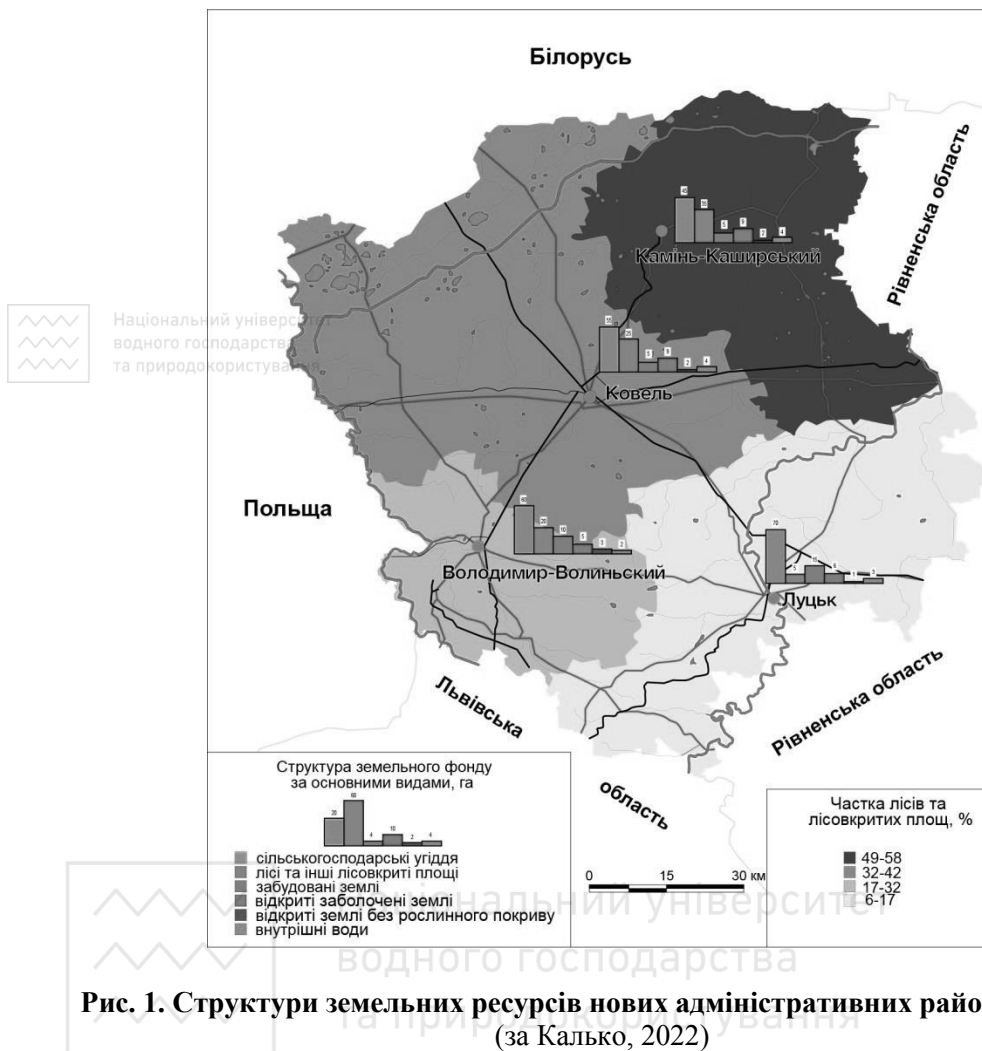 Білорусь
Рівненська область
Камінь-Каширський
Національний університет
водного господарства
та природокористування
Ковель
Польща
Володимир-Волиньский
70
Луцьк
Львівська
область
Рівненська область
Структура земельного фонду
за основними видами, га
сільськогосподарські угіддя
лісі та інші лісовкриті площі
забудовані землі
відкриті заболочені землі
відкриті землі без рослинного покриву
внутрішні води
0 15 30 км
Частка лісів та
лісовкритих площ, %
49-58
32-42
17-32
6-17
Національний університет
водного господарства
та природокористування
Рис. 1. Структури земельних ресурсів нових адміністративних райо
(за Калько, 2022)